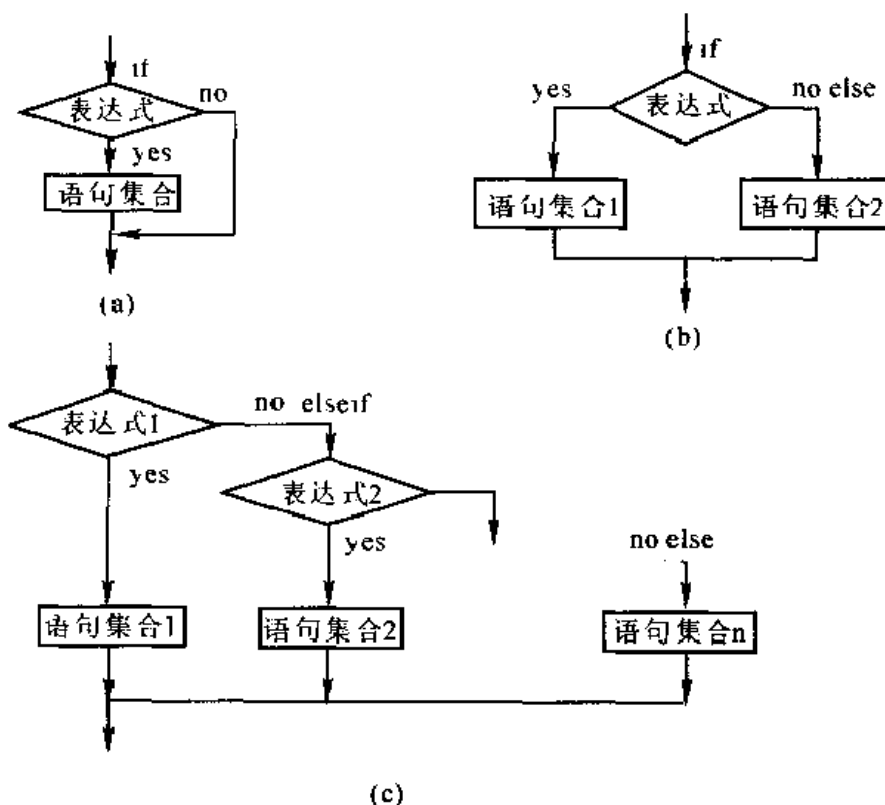 if
表达式
no
yes
语句集合
(a)
if
yes
表达式
no else
语句集合1
语句集合2
(b)
表达式1
no elseif
yes
表达式2
yes
no else
语句集合1
语句集合2
语句集合n
(c)